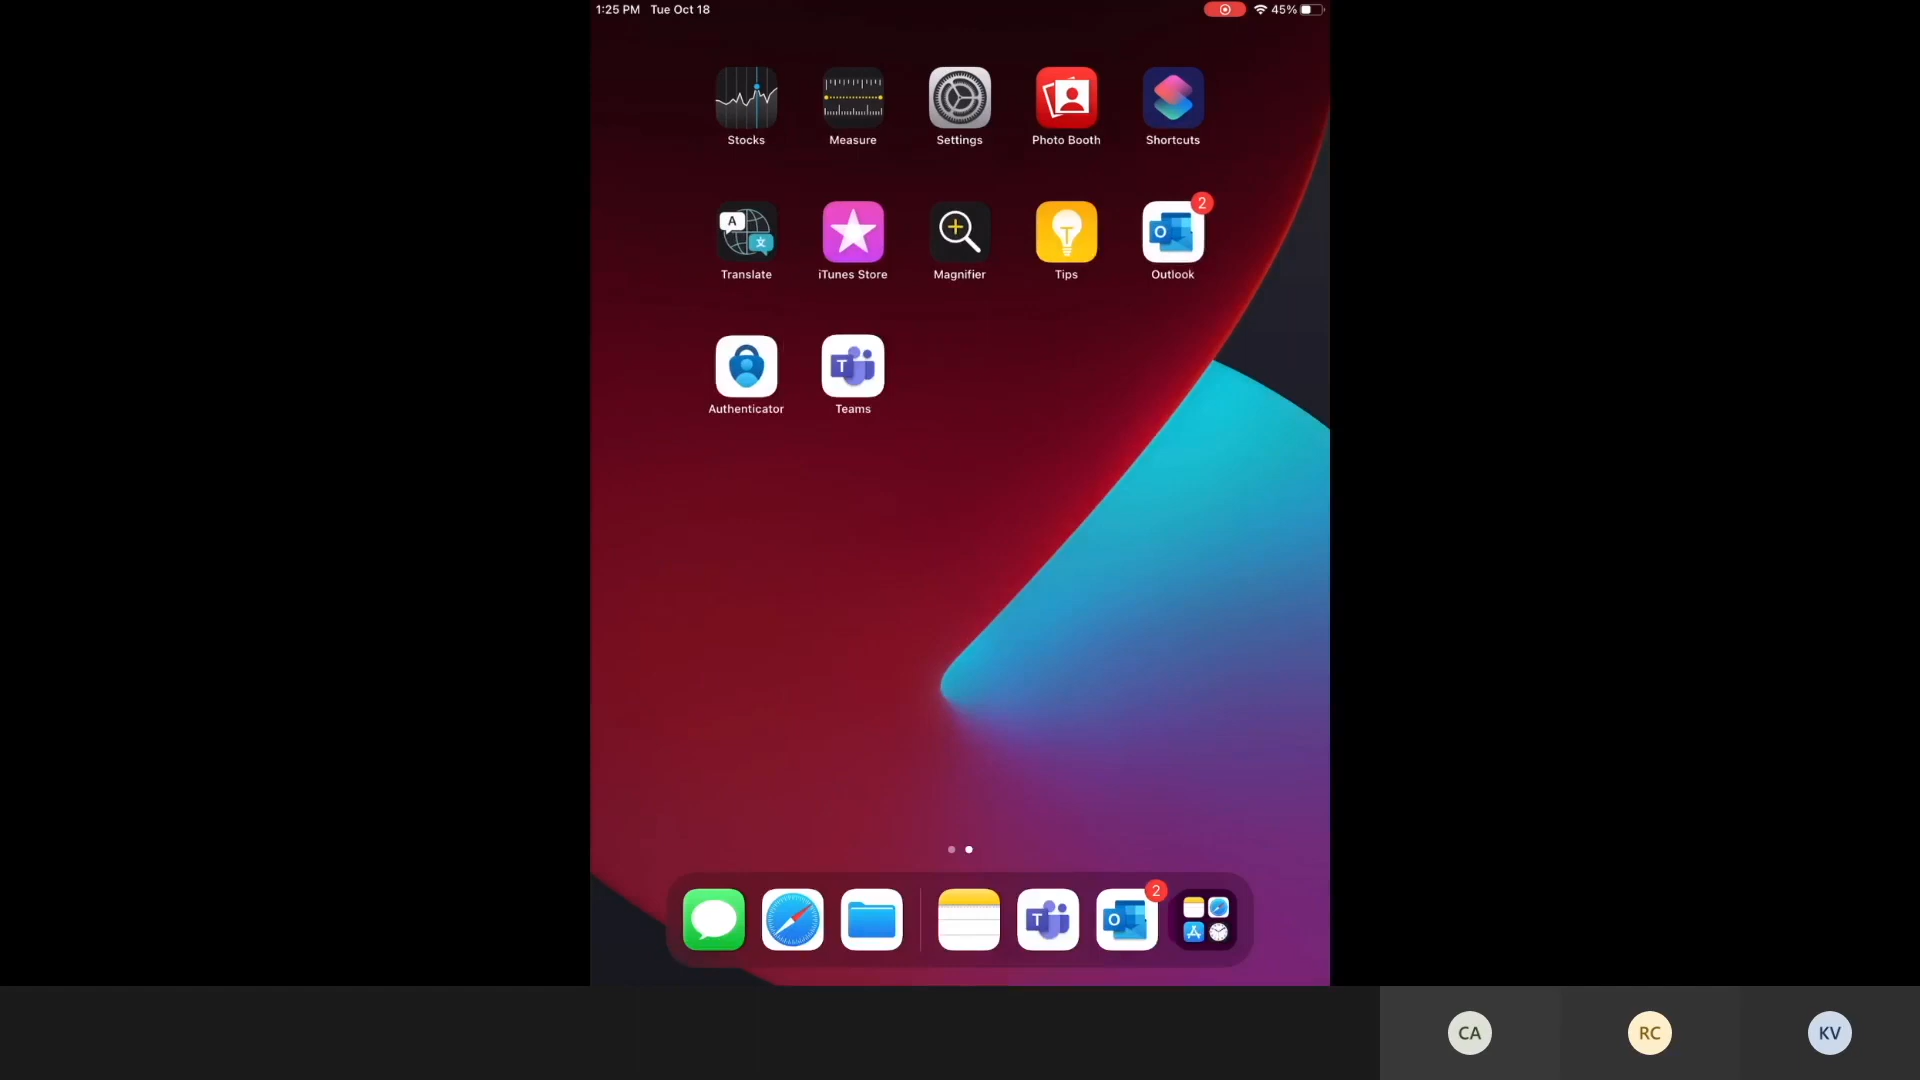 1:25 PM Tue Oct 18 45%
Stocks Measure Settings Photo Booth Shortcuts
A 文 T O 2
Translate iTunes Store Magnifier Tips Outlook
T
Authenticator Teams
T O 2
CA RC KV